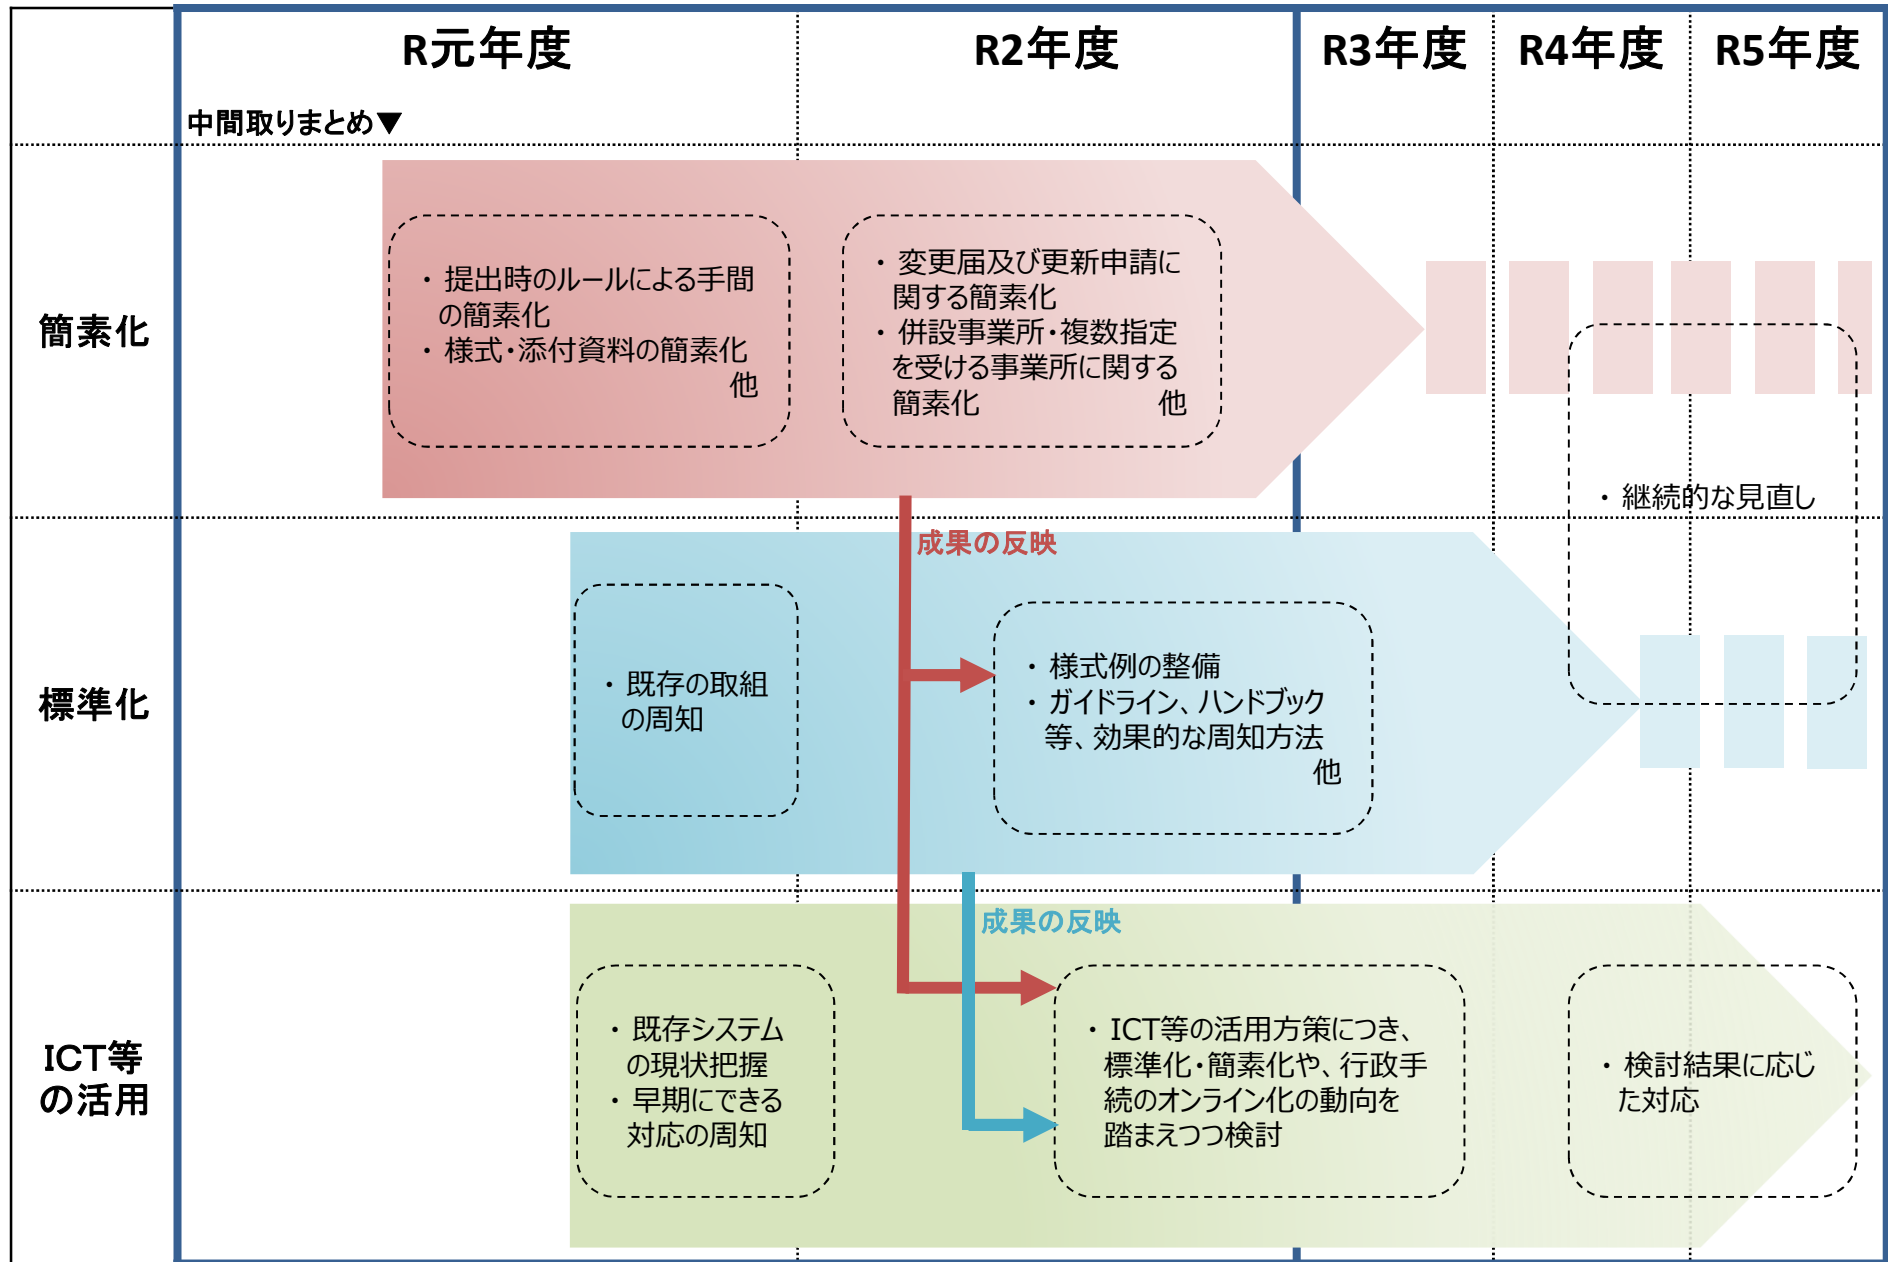 R元年度
R2年度
R3年度
R4年度
R5年度
中間取りまとめ▼
簡素化
・提出時のルールによる手間
の簡素化
・様式・添付資料の簡素化
他
・変更届及び更新申請に
関する簡素化
・併設事業所・複数指定
を受ける事業所に関する
簡素化 他
・継続的な見直し
成果の反映
標準化
・既存の取組
の周知
・様式例の整備
・ガイドライン、ハンドブック
等、効果的な周知方法
他
成果の反映
ICT等
の活用
・既存システム
の現状把握
・早期にできる
対応の周知
・ICT等の活用方策につき、
標準化・簡素化や、行政手
続のオンライン化の動向を
踏まえつつ検討
・検討結果に応じ
た対応